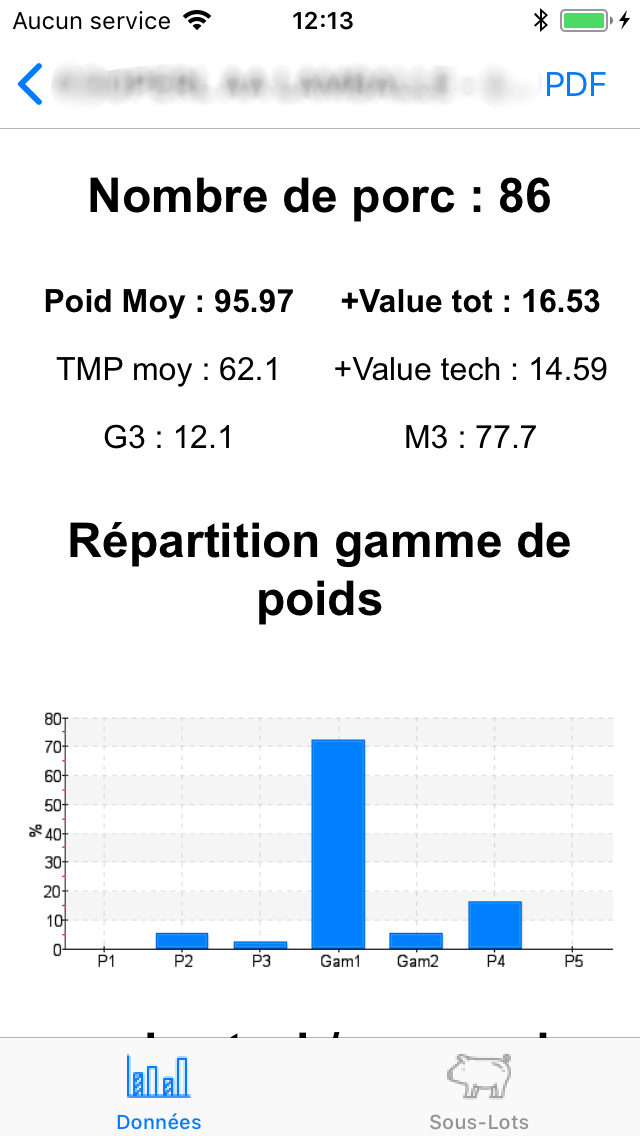 Aucun service 12:13
PDF
Nombre de porc : 86
Poid Moy : 95.97 +Value tot : 16.53
TMP moy : 62.1 +Value tech : 14.59
G3 : 12.1 M3 : 77.7
Répartition gamme de
poids
80
70
60
50
%
40
30
20
10
0
P1 P2 P3 Gam1 Gam2 P4 P5
Données Sous-Lots